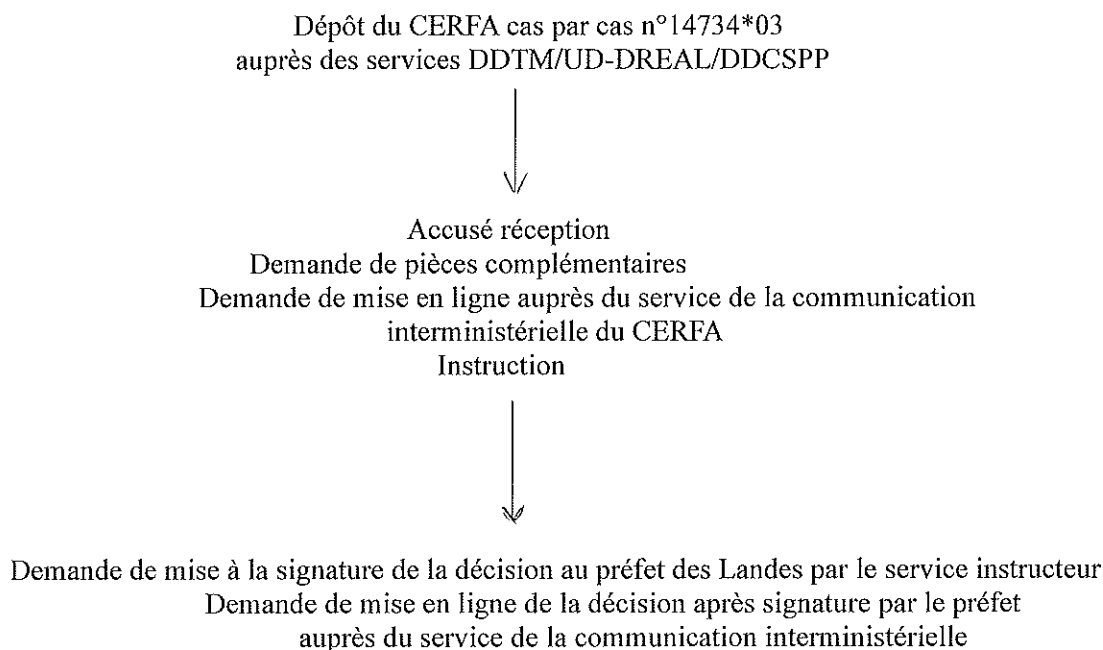 Dépôt du CERFA cas par cas n°14734*03
auprès des services DDTM/UD-DREAL/DDCSPP
Accusé réception
Demande de pièces complémentaires
Demande de mise en ligne auprès du service de la communication
interministérielle du CERFA
Instruction
Demande de mise à la signature de la décision au préfet des Landes par le service instructeur
Demande de mise en ligne de la décision après signature par le préfet
auprès du service de la communication interministérielle